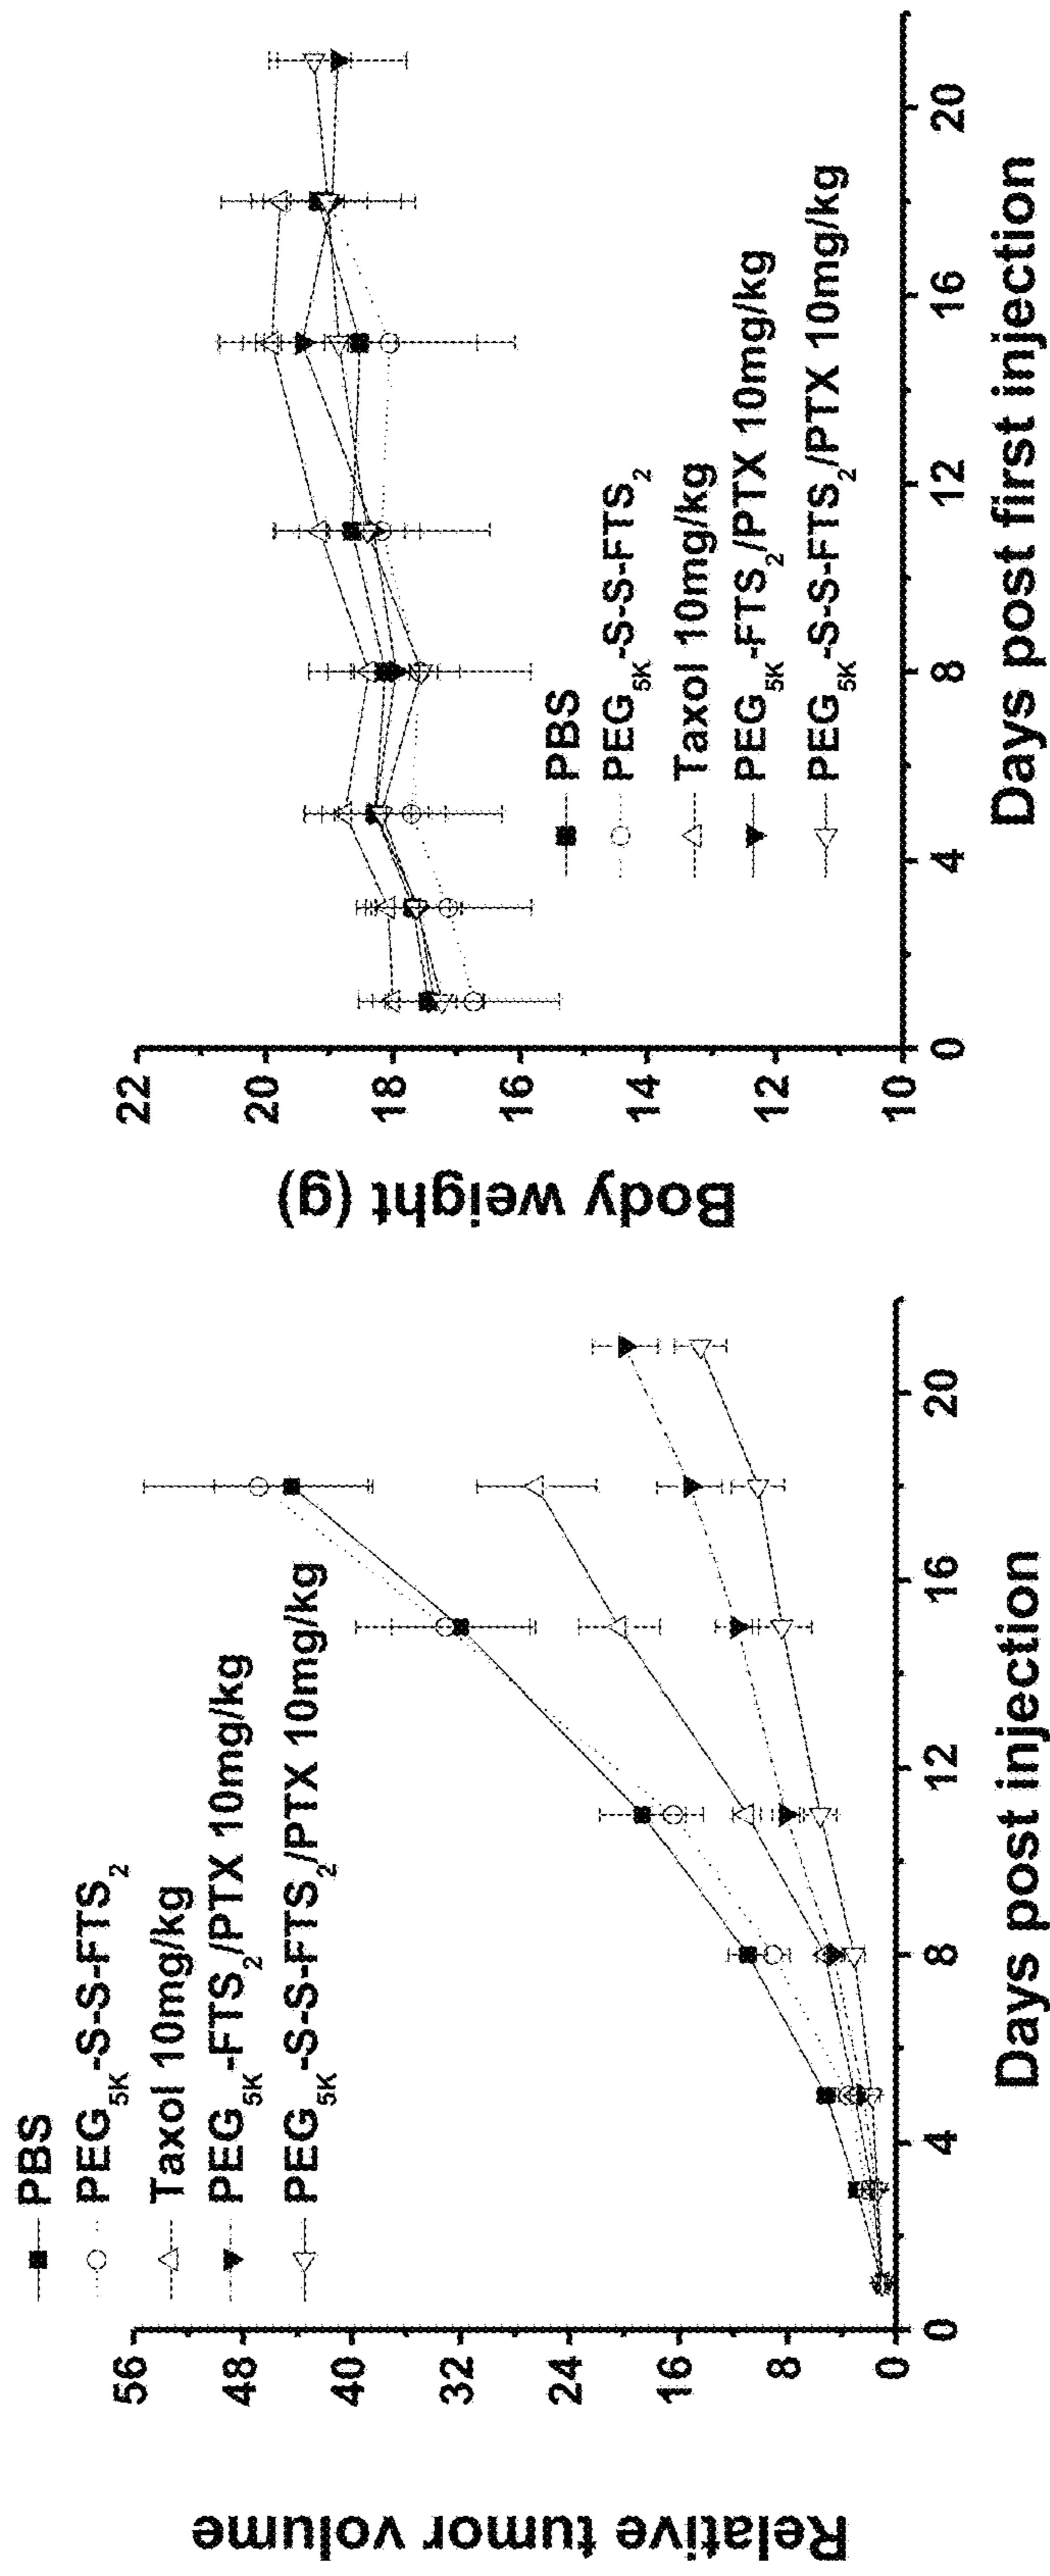 PBS
PEG5K-S-S-FTS2
Taxol 10mg/kg
PEG5K-FTS2/PTX 10mg/kg
PEG5K-S-S-FTS2/PTX 10mg/kg
Relative tumor volume
56
48
40
32
24
16
8
0
0 4 8 12 16 20
Days post injection
Body weight (g)
22
20
18
16
14
12
10
PBS
PEG5K-S-S-FTS2
Taxol 10mg/kg
PEG5K-FTS2/PTX 10mg/kg
PEG5K-S-S-FTS2/PTX 10mg/kg
0 4 8 12 16 20
Days post first injection